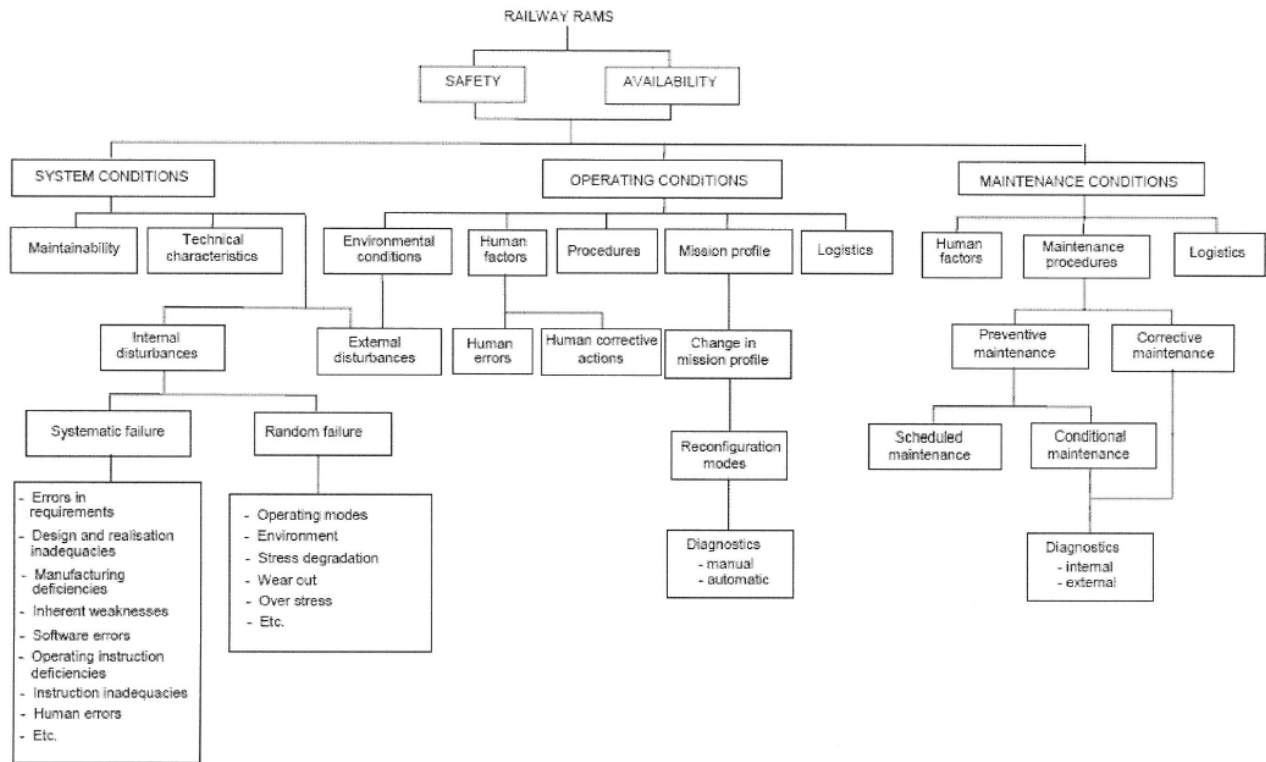 RAILWAY RAMS
SAFETY
AVAILABILITY
SYSTEM CONDITIONS
OPERATING CONDITIONS
MAINTENANCE CONDITIONS
Maintainability
Technical
characteristics
Environmental
conditions
Human
factors
Procedures
Mission profile
Logistics
Human
factors
Maintenance
procedures
Logistics
Internal
disturbances
External
disturbances
Human
errors
Human corrective
actions
Change in
mission profile
Preventive
maintenance
Corrective
maintenance
Systematic failure
Random failure
Reconfiguration
modes
Scheduled
maintenance
Conditional
maintenance
- Errors in
requirements
- Design and realisation
inadequacies
- Manufacturing
deficiencies
- Inherent weaknesses
- Software errors
- Operating instruction
deficiencies
- Instruction inadequacies
- Human errors
- Etc.
- Operating modes
- Environment
- Stress degradation
- Wear out
- Over stress
- Etc.
Diagnostics
- manual
- automatic
Diagnostics
- internal
- external